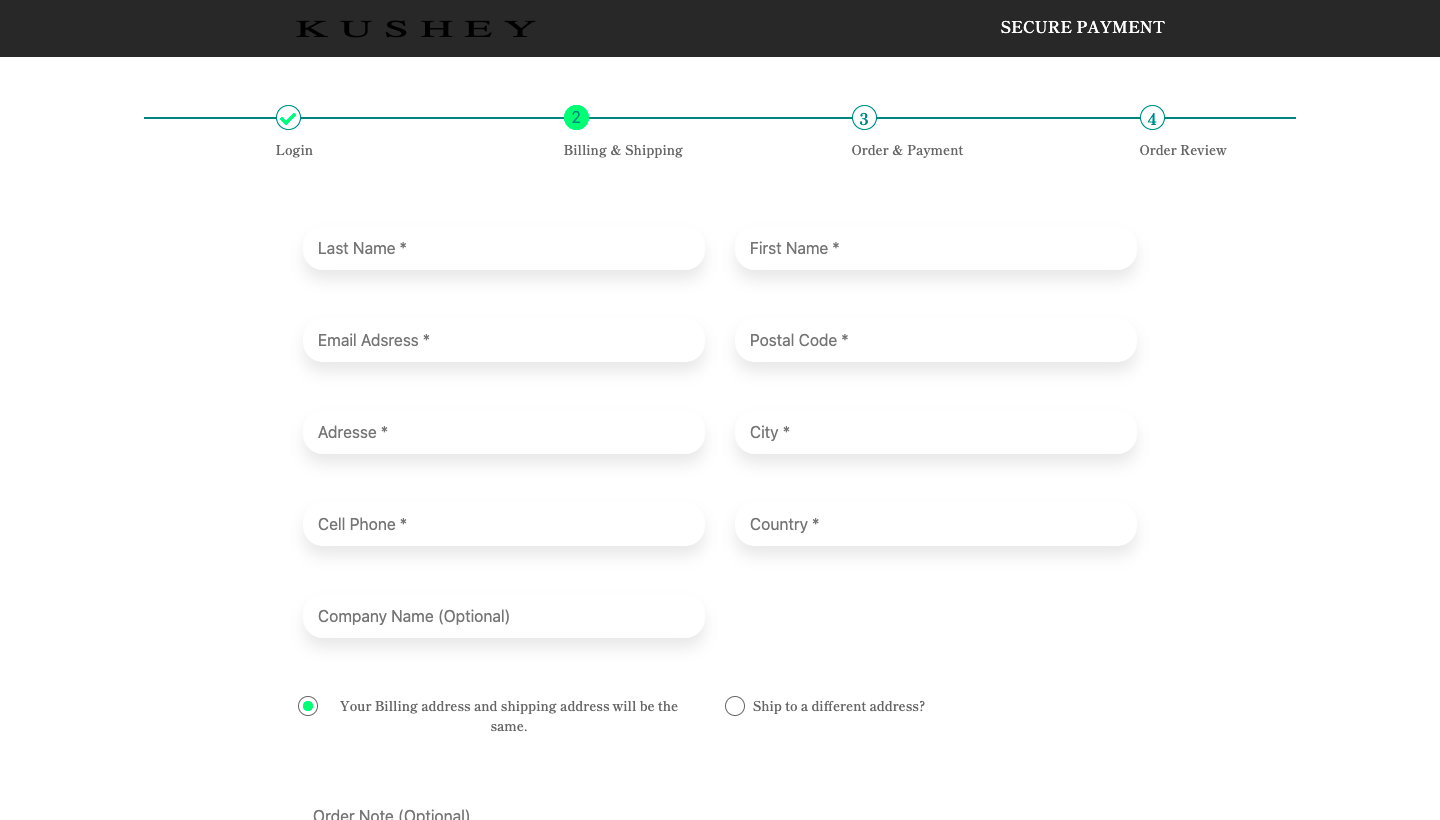 KUSHEY
SECURE PAYMENT
2
3
4
Login
Billing & Shipping
Order & Payment
Order Review
Last Name *
First Name *
Email Adsress *
Postal Code *
Adresse *
City *
Cell Phone *
Country *
Company Name (Optional)
Your Billing address and shipping address will be the
same.
Ship to a different address?
Order Note (Optional)